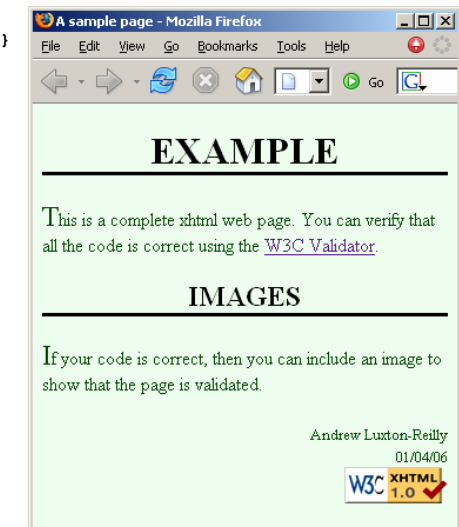 A sample page - Mozilla Firefox
}
File Edit View Go Bookmarks Tools Help
Go G
EXAMPLE
This is a complete xhtml web page. You can verify that
all the code is correct using the W3C Validator.
IMAGES
If your code is correct, then you can include an image to
show that the page is validated.
Andrew Luxton-Reilly
01/04/06
W3C XHTML
1.0